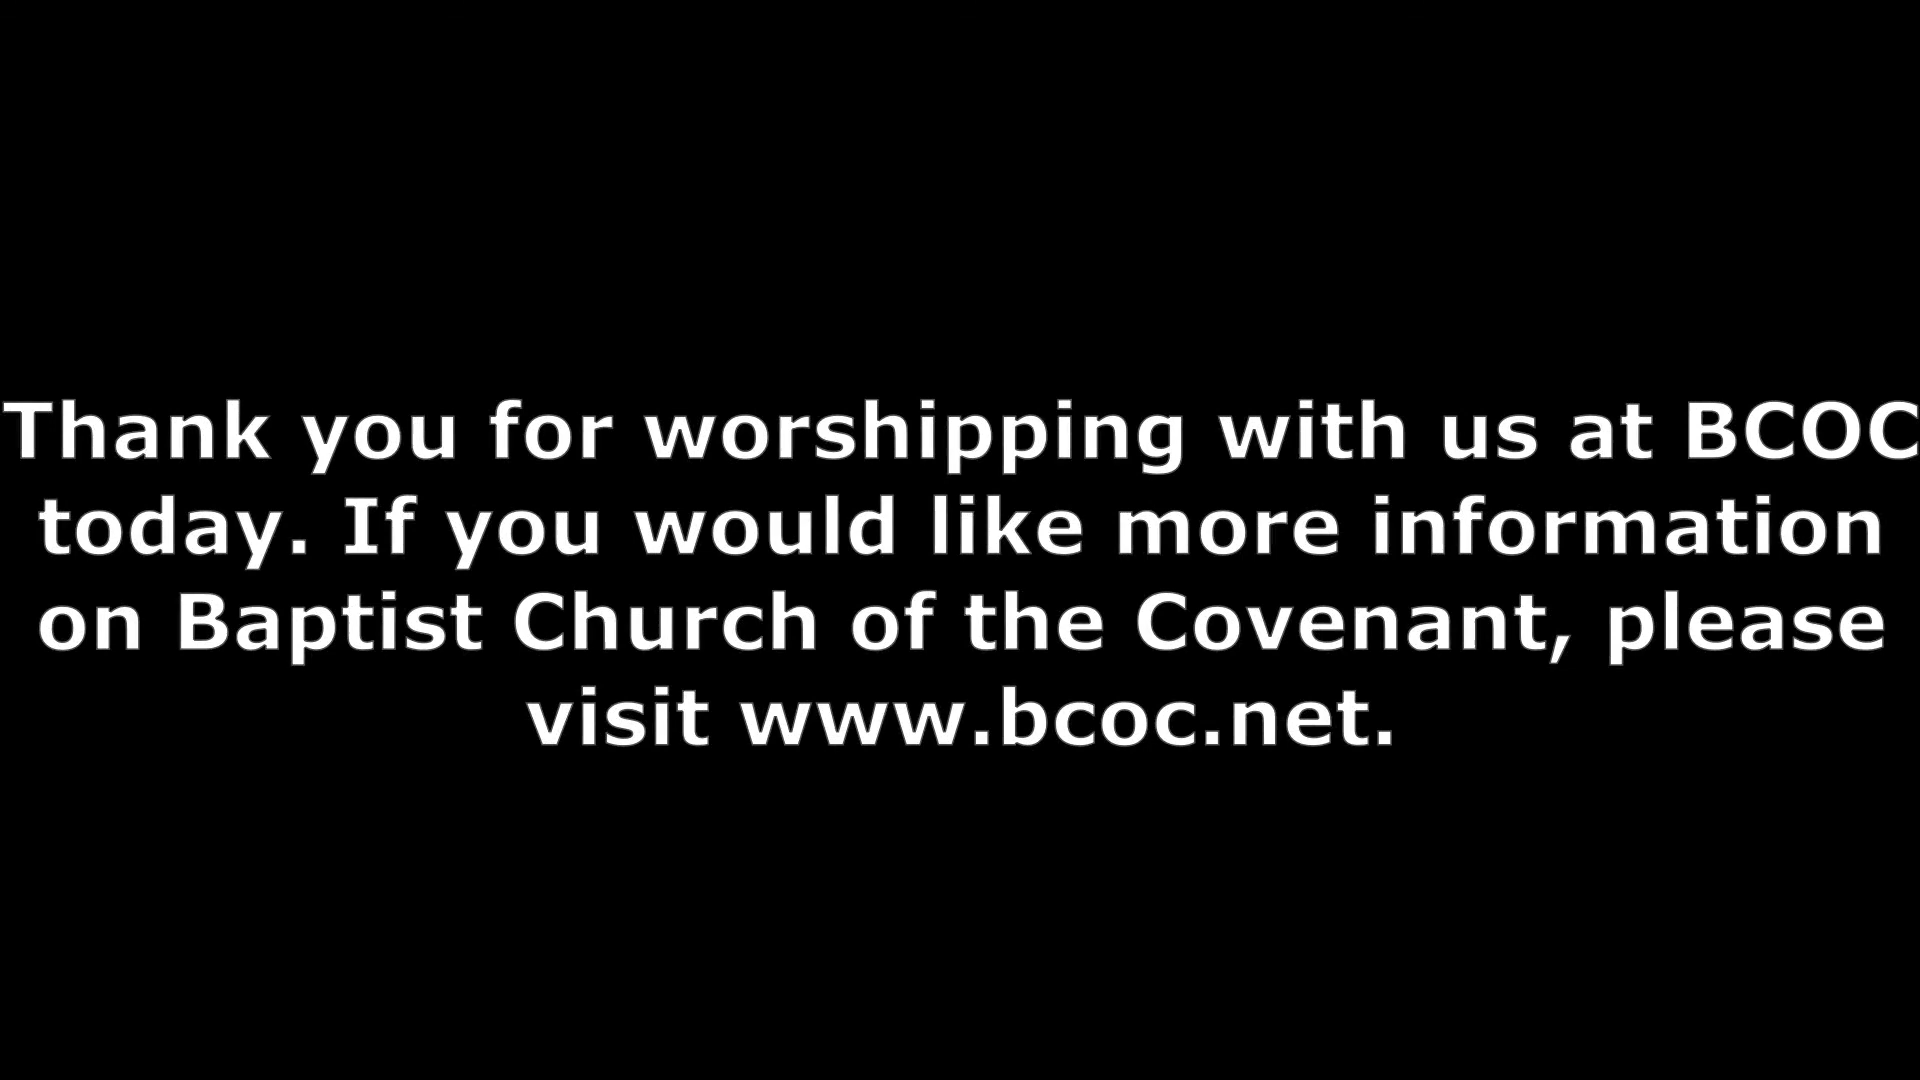 Thank you for worshipping with us at BCOC
today. If you would like more information
on Baptist Church of the Covenant, please
visit www.bcoc.net.